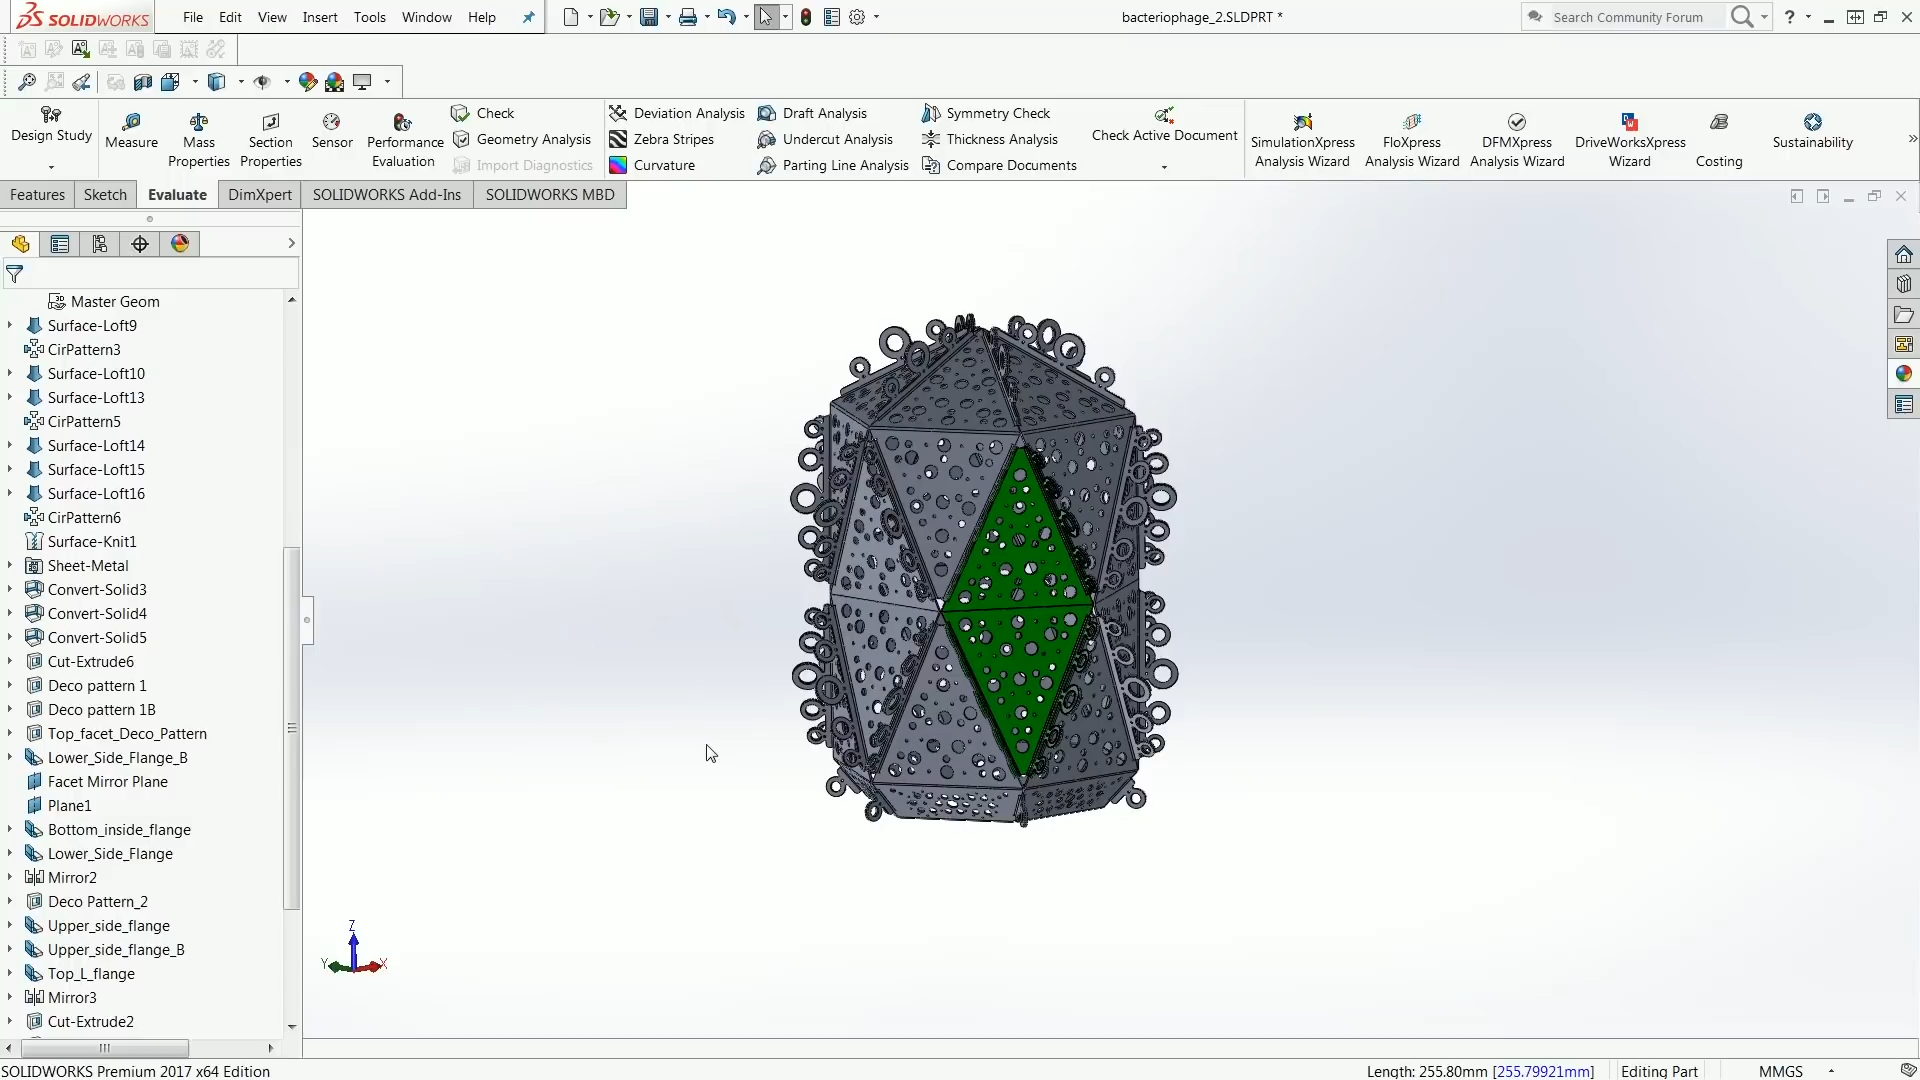 SOLIDWORKS File Edit View Insert Tools Window Help bacteriophage_2.SLDPRT * Search Community Forum ?
Design Study
Measure
Mass Properties
Section Properties
Sensor
Performance Evaluation
Check
Geometry Analysis
Import Diagnostics
Deviation Analysis
Zebra Stripes
Curvature
Draft Analysis
Undercut Analysis
Parting Line Analysis
Symmetry Check
Thickness Analysis
Compare Documents
Check Active Document
SimulationXpress Analysis Wizard
FloXpress Analysis Wizard
DFMXpress Analysis Wizard
DriveWorksXpress Wizard
Costing
Sustainability
Features Sketch Evaluate DimXpert SOLIDWORKS Add-Ins SOLIDWORKS MBD
Master Geom
Surface-Loft9
CirPattern3
Surface-Loft10
Surface-Loft13
CirPattern5
Surface-Loft14
Surface-Loft15
Surface-Loft16
CirPattern6
Surface-Knit1
Sheet-Metal
Convert-Solid3
Convert-Solid4
Convert-Solid5
Cut-Extrude6
Deco pattern 1
Deco pattern 1B
Top_facet_Deco_Pattern
Lower_Side_Flange_B
Facet Mirror Plane
Plane1
Bottom_inside_flange
Lower_Side_Flange
Mirror2
Deco Pattern_2
Upper_side_flange
Upper_side_flange_B
Top_L_flange
Mirror3
Cut-Extrude2
Z
Y X
SOLIDWORKS Premium 2017 x64 Edition Length: 255.80mm [255.79921mm] Editing Part MMGS